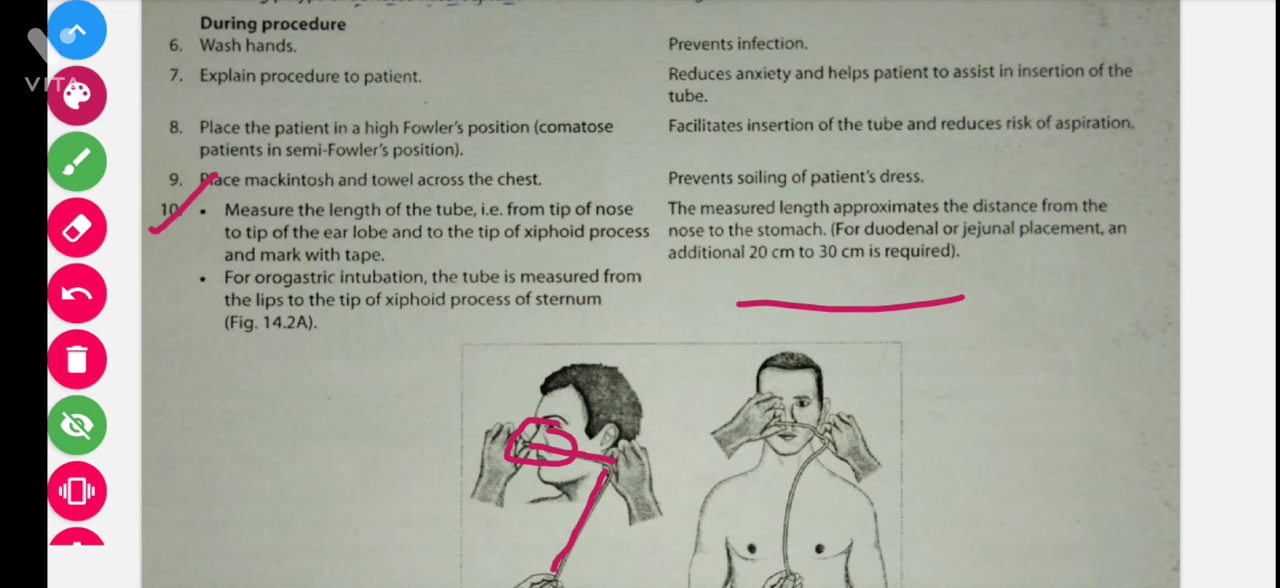 During procedure
6. Wash hands.
Prevents infection.
7. Explain procedure to patient.
Reduces anxiety and helps patient to assist in insertion of the
tube.
8. Place the patient in a high Fowler's position (comatose
patients in semi-Fowler's position).
Facilitates insertion of the tube and reduces risk of aspiration.
9. Place mackintosh and towel across the chest.
Prevents soiling of patient's dress.
10. • Measure the length of the tube, i.e. from tip of nose
to tip of the ear lobe and to the tip of xiphoid process
and mark with tape.
• For orogastric intubation, the tube is measured from
the lips to the tip of xiphoid process of sternum
(Fig. 14.2A).
The measured length approximates the distance from the
nose to the stomach. (For duodenal or jejunal placement, an
additional 20 cm to 30 cm is required).
VITA